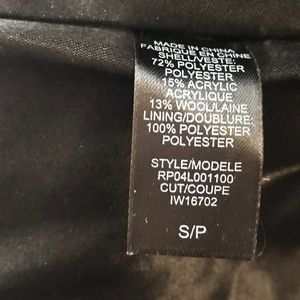 MADE IN CHINA
FABRIQUE EN CHINE
SHELL/VESTE:
72% POLYESTER
POLYESTER
15% ACRYLIC
ACRYLIQUE
13% WOOL/LAINE
LINING/DOUBLURE:
100% POLYESTER
POLYESTER
STYLE/MODELE
RP04L001100
CUT/COUPE
IW16702
S/P